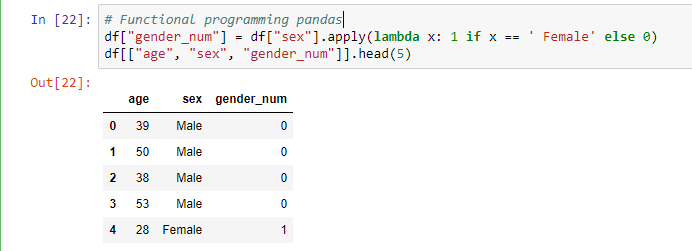 In [22]: # Functional programming pandas
df["gender_num"] = df["sex"].apply(lambda x: 1 if x == ' Female' else 0)
df[["age", "sex", "gender_num"]].head(5)
Out[22]:
age sex gender_num
0 39 Male 0
1 50 Male 0
2 38 Male 0
3 53 Male 0
4 28 Female 1